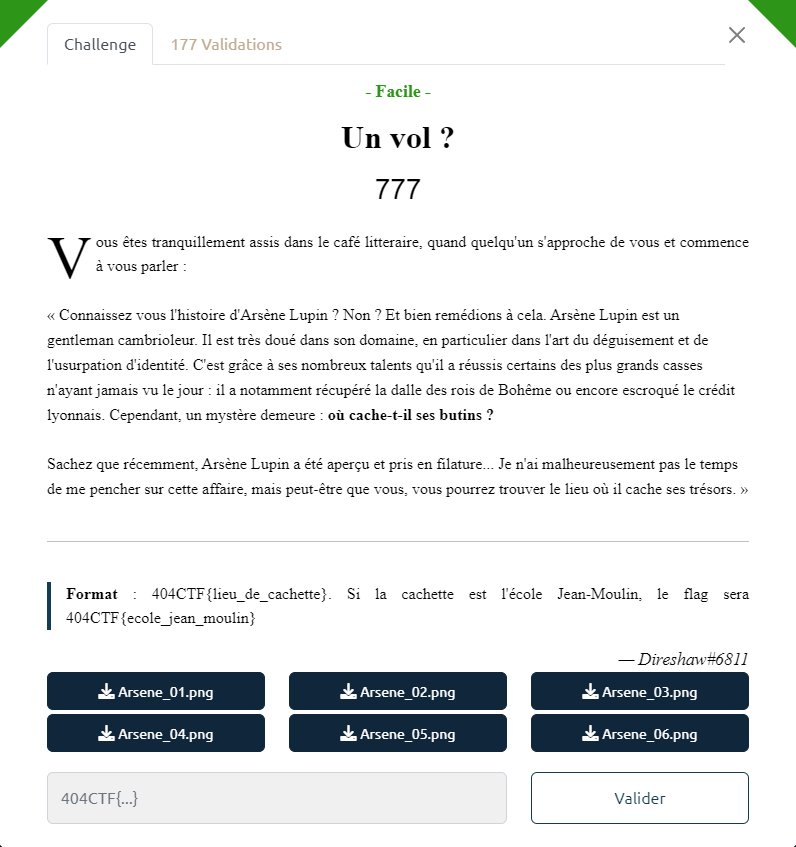 Challenge
177 Validations
- Facile -
Un vol ?
777
Vous êtes tranquillement assis dans le café litteraire, quand quelqu'un s'approche de vous et commence
à vous parler :
« Connaissez vous l'histoire d'Arsène Lupin ? Non ? Et bien remédions à cela. Arsène Lupin est un
gentleman cambrioleur. Il est très doué dans son domaine, en particulier dans l'art du déguisement et de
l'usurpation d'identité. C'est grâce à ses nombreux talents qu'il a réussis certains des plus grands casses
n'ayant jamais vu le jour : il a notamment récupéré la dalle des rois de Bohême ou encore escroqué le crédit
lyonnais. Cependant, un mystère demeure : où cache-t-il ses butins ?
Sachez que récemment, Arsène Lupin a été aperçu et pris en filature... Je n'ai malheureusement pas le temps
de me pencher sur cette affaire, mais peut-être que vous, vous pourrez trouver le lieu où il cache ses trésors. »
Format : 404CTF{lieu_de_cachette}. Si la cachette est l'école Jean-Moulin, le flag sera
404CTF{ecole_jean_moulin}
— Direshaw#6811
Arsene_01.png
Arsene_02.png
Arsene_03.png
Arsene_04.png
Arsene_05.png
Arsene_06.png
404CTF{...}
Valider